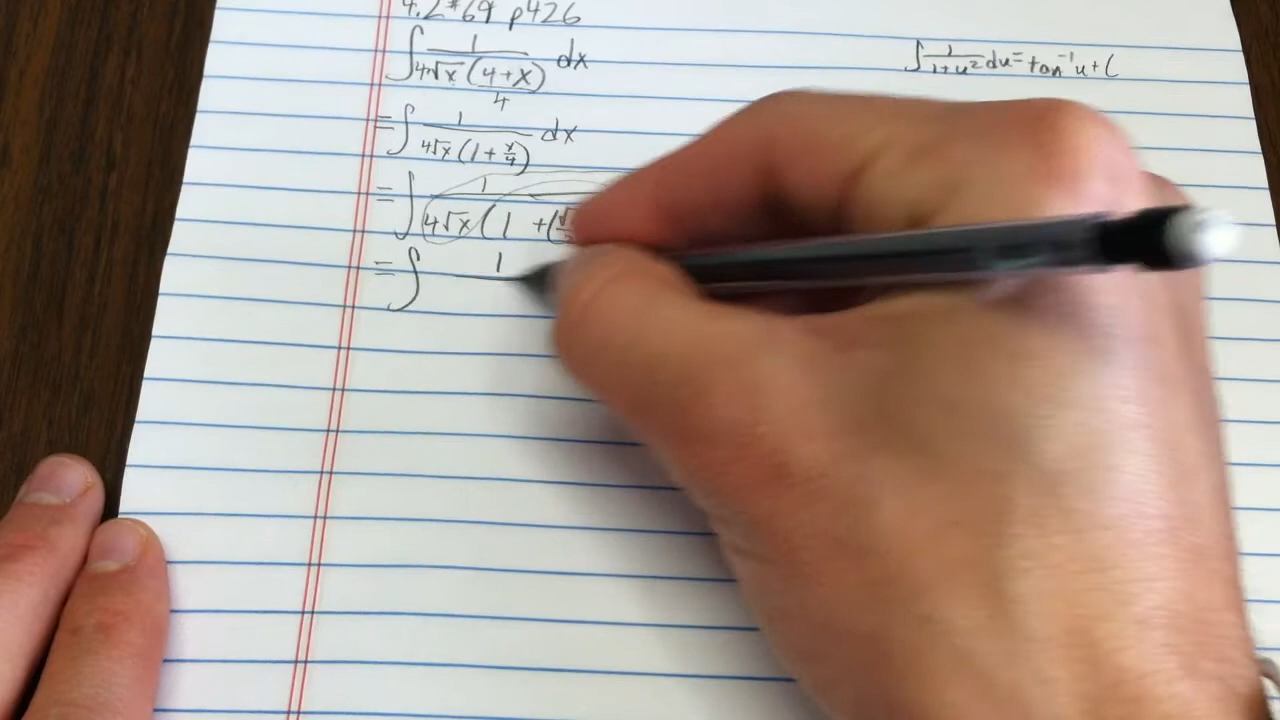 4.2 #69 p426
∫ 1/(4√x (4+x)/4) dx
∫ 1/(1+u²) du = tan⁻¹u + C
= ∫ 1/(4√x (1 + x/4)) dx
= ∫ 1/(4√x (1 + (√
= ∫ 1